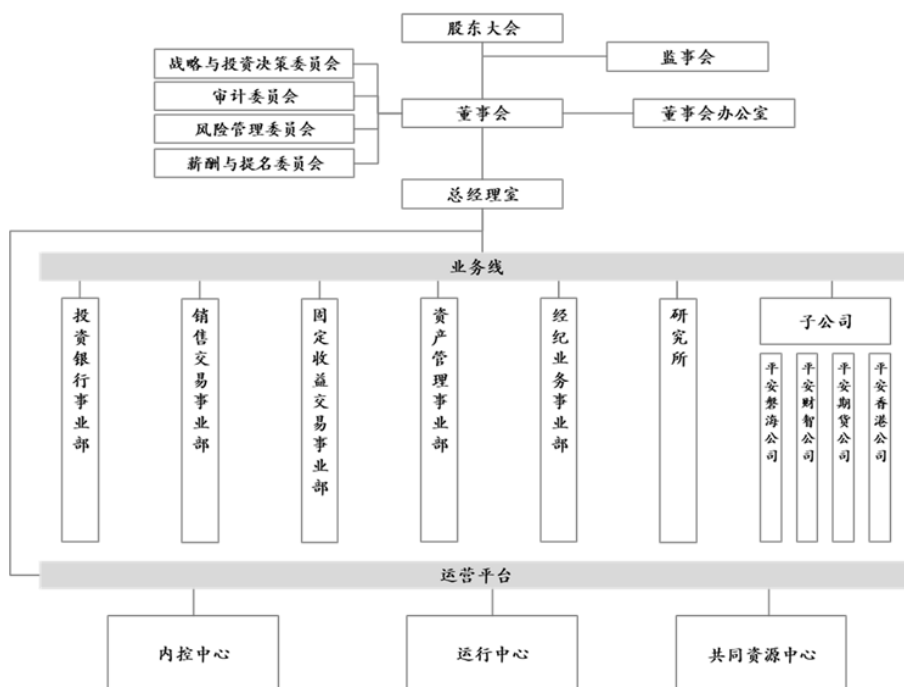 股东大会
监事会
战略与投资决策委员会
审计委员会
风险管理委员会
薪酬与提名委员会
董事会
董事会办公室
总经理室
业务线
投资银行事业部
销售交易事业部
固定收益交易事业部
资产管理事业部
经纪业务事业部
研究所
子公司
平安磐海公司
平安财智公司
平安期货公司
平安香港公司
运营平台
内控中心
运行中心
共同资源中心